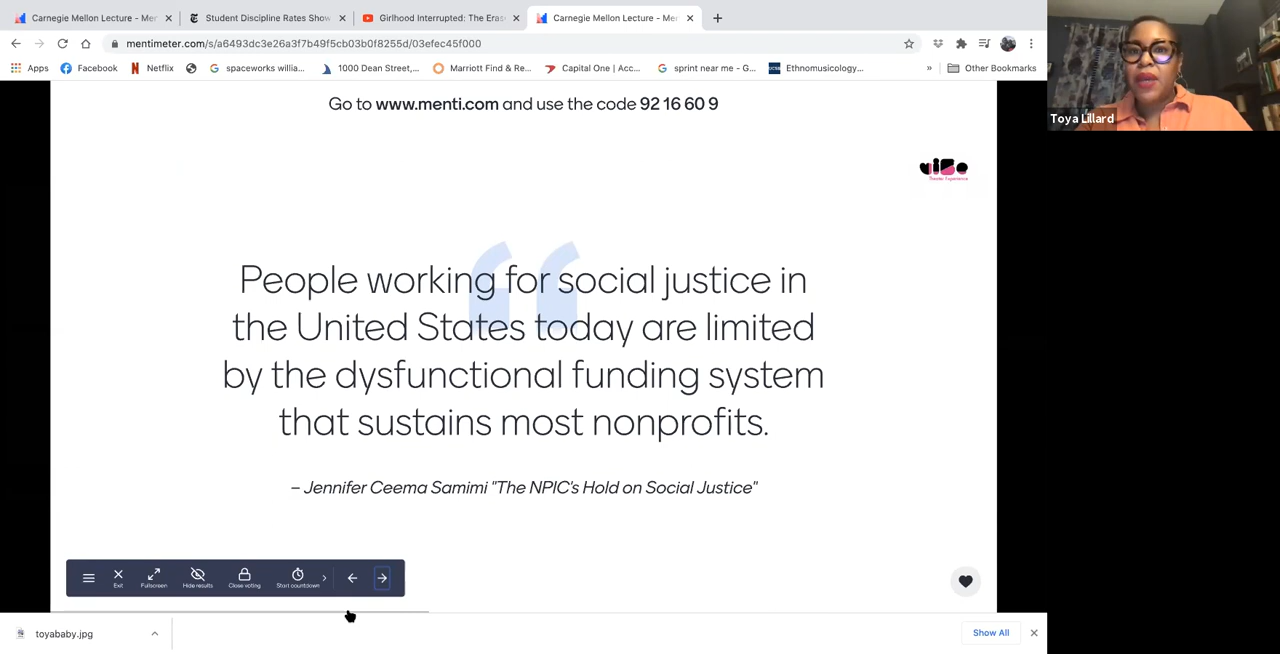 Carnegie Mellon Lecture - Mer
Student Discipline Rates Show
Girlhood Interrupted: The Eras
Carnegie Mellon Lecture - Mer
mentimeter.com/s/a6493dc3e26a3f7b49f5cb03b0f8255d/03efec45f000
Apps
Facebook
Netflix
spaceworks willia...
1000 Dean Street,...
Marriott Find & Re...
Capital One | Acc...
sprint near me - G...
Ethnomusicology...
»
Other Bookmarks
Toya Lillard
Go to www.menti.com and use the code 92 16 60 9
viBe
Theater Experience
People working for social justice in
the United States today are limited
by the dysfunctional funding system
that sustains most nonprofits.
– Jennifer Ceema Samimi "The NPIC's Hold on Social Justice"
Exit
Fullscreen
Hide results
Close voting
Start countdown
toyababy.jpg
Show All